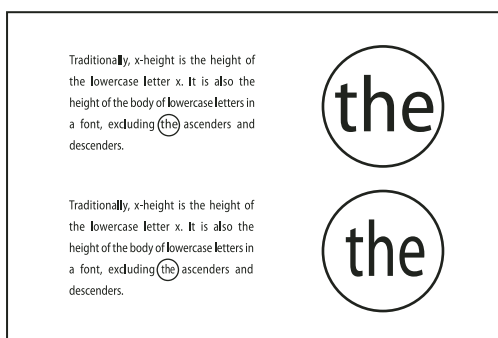 Traditionally, x-height is the height of
the lowercase letter x. It is also the
height of the body of lowercase letters in
a font, excluding the ascenders and
descenders.
the
Traditionally, x-height is the height of
the lowercase letter x. It is also the
height of the body of lowercase letters in
a font, excluding the ascenders and
descenders.
the